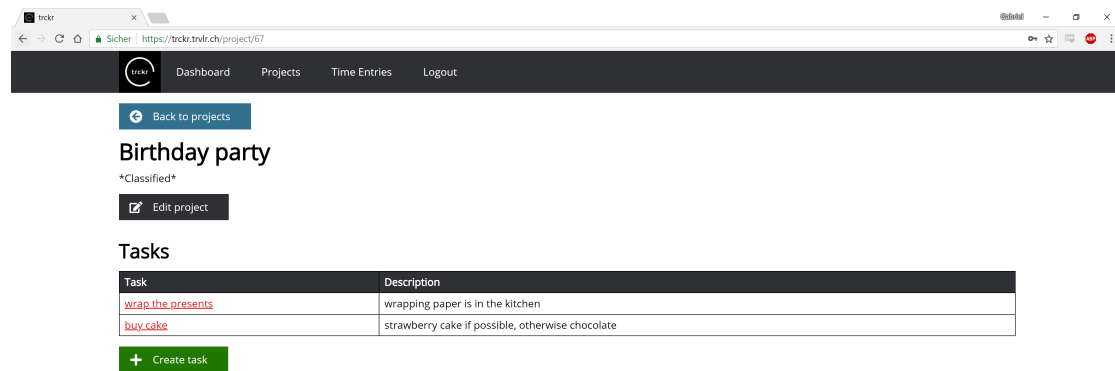 trckr
Gabriel
Sicher https://trckr.trvlr.ch/project/67
ABP
trckr Dashboard Projects Time Entries Logout
Back to projects
Birthday party
*Classified*
Edit project
Tasks
Task Description
wrap the presents wrapping paper is in the kitchen
buy cake strawberry cake if possible, otherwise chocolate
Create task